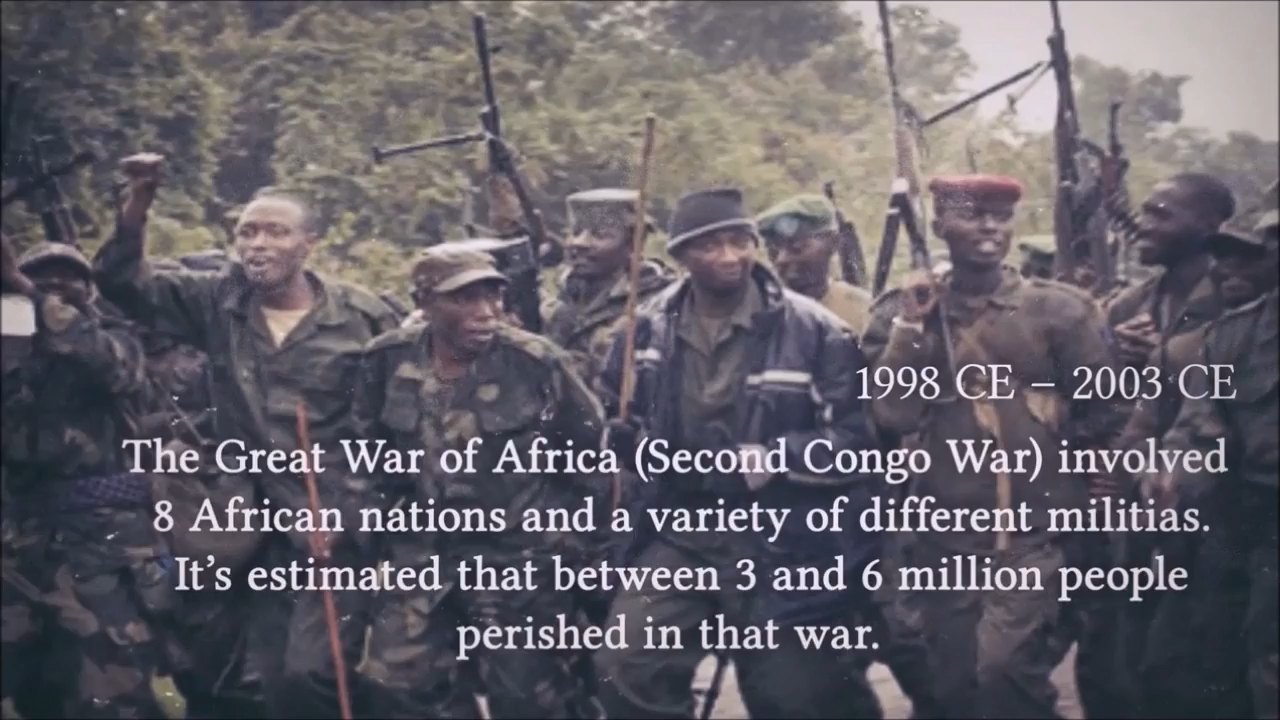 1998 CE – 2003 CE
The Great War of Africa (Second Congo War) involved
8 African nations and a variety of different militias.
It’s estimated that between 3 and 6 million people
perished in that war.